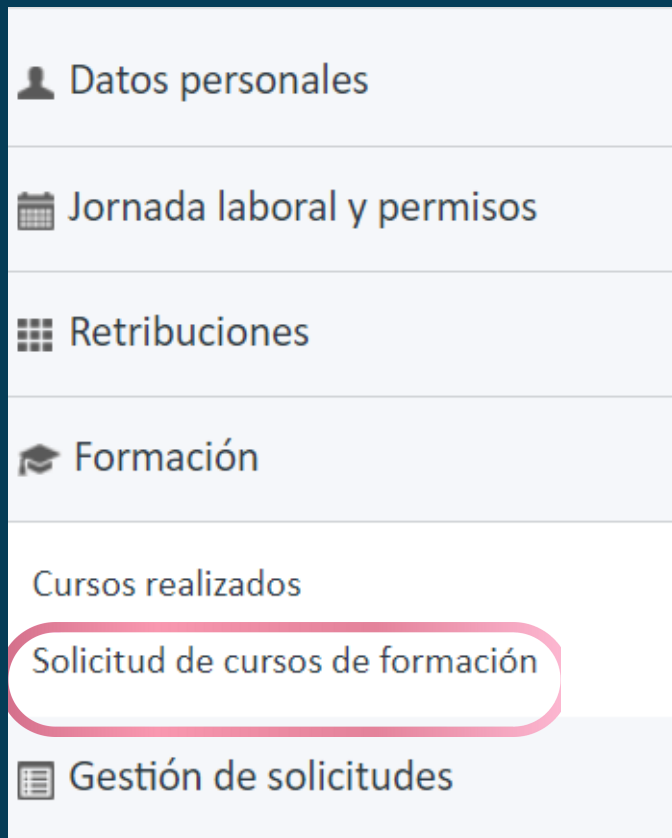 Datos personales
Jornada laboral y permisos
Retribuciones
Formación
Cursos realizados
Solicitud de cursos de formación
Gestión de solicitudes